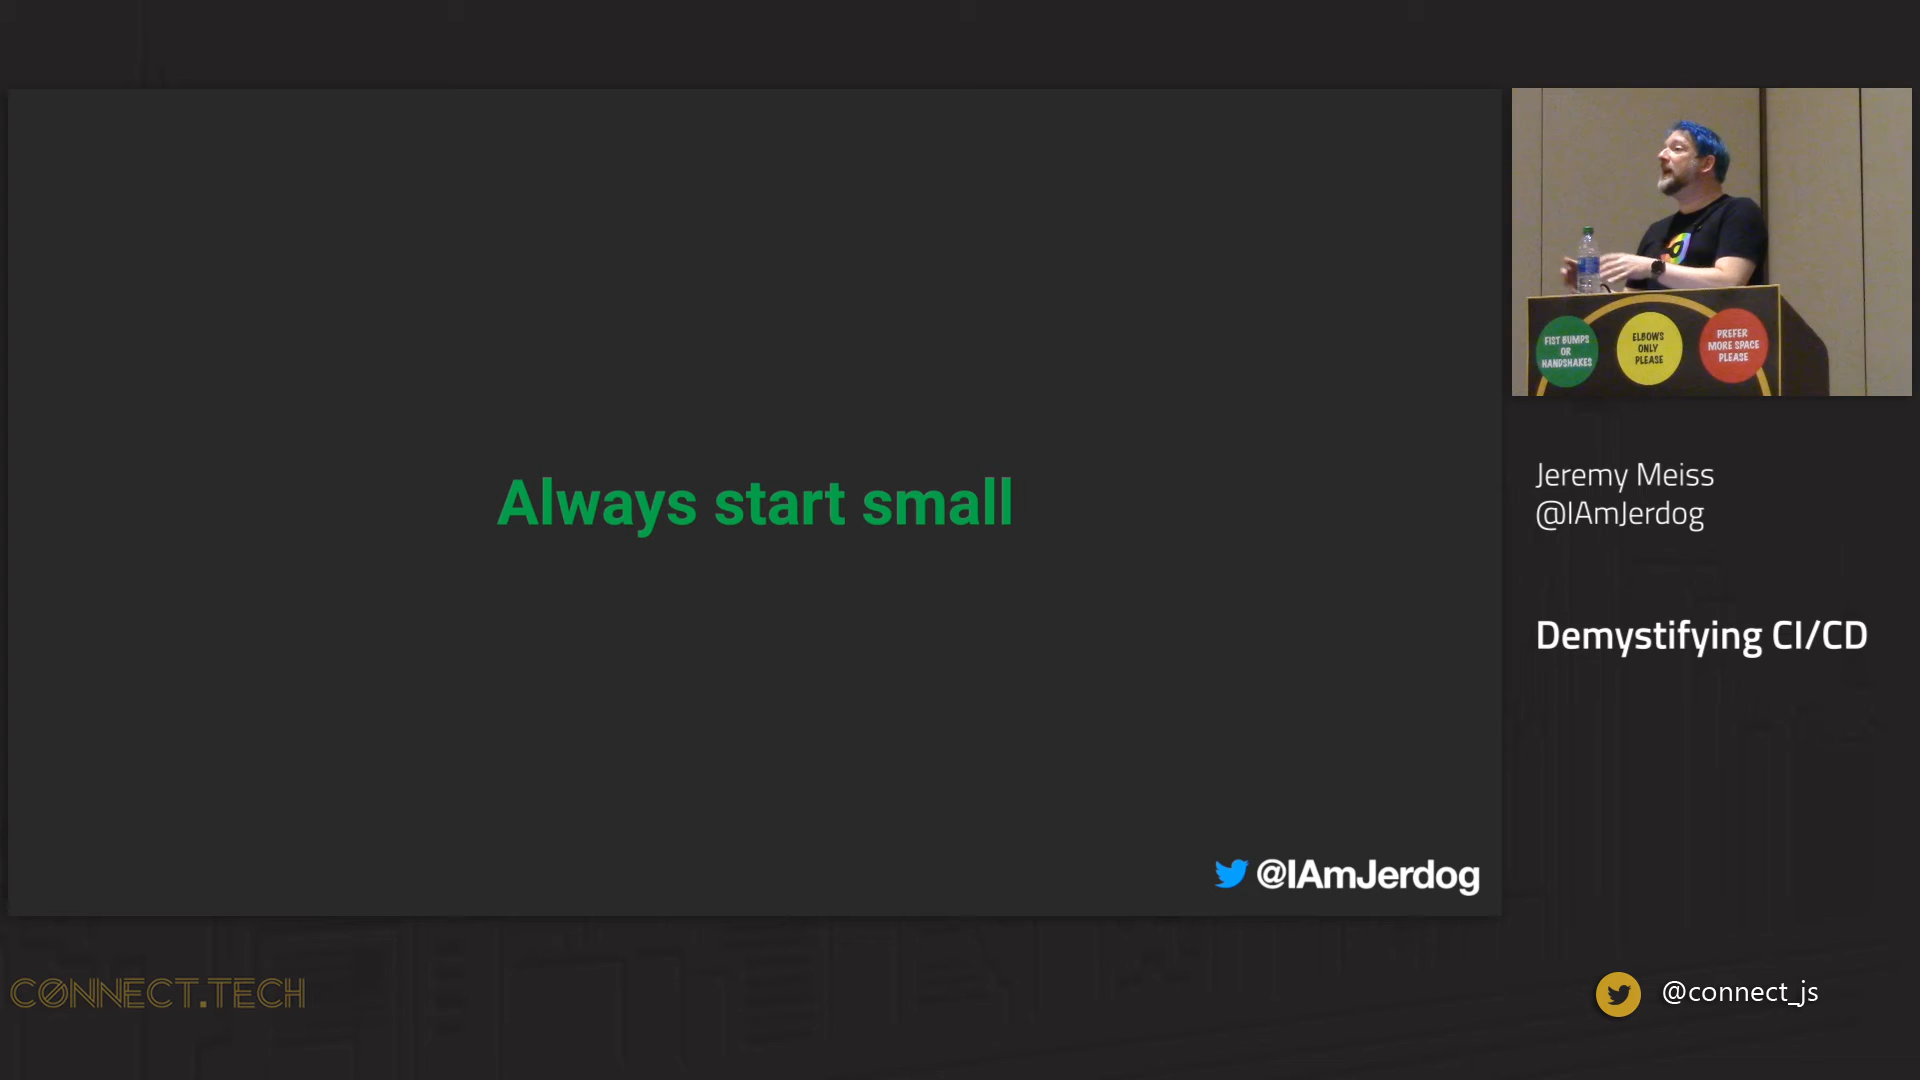 Always start small
@IAmJerdog
FIST BUMPS
OR
HANDSHAKES
ELBOWS
ONLY
PLEASE
PREFER
MORE SPACE
PLEASE
Jeremy Meiss
@IAmJerdog
Demystifying CI/CD
CONNECT.TECH
@connect_js